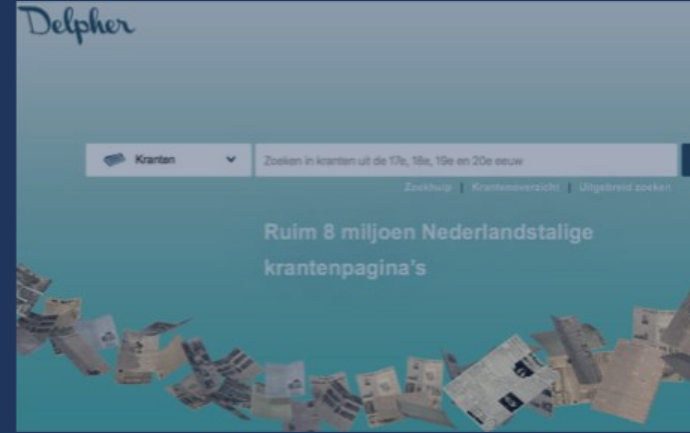 Delpher
Kranten
Zoeken in kranten uit de 17e, 18e, 19e en 20e eeuw
Zoekhulp | Krantenoverzicht | Uitgebreid zoeken
Ruim 8 miljoen Nederlandstalige
krantenpagina's